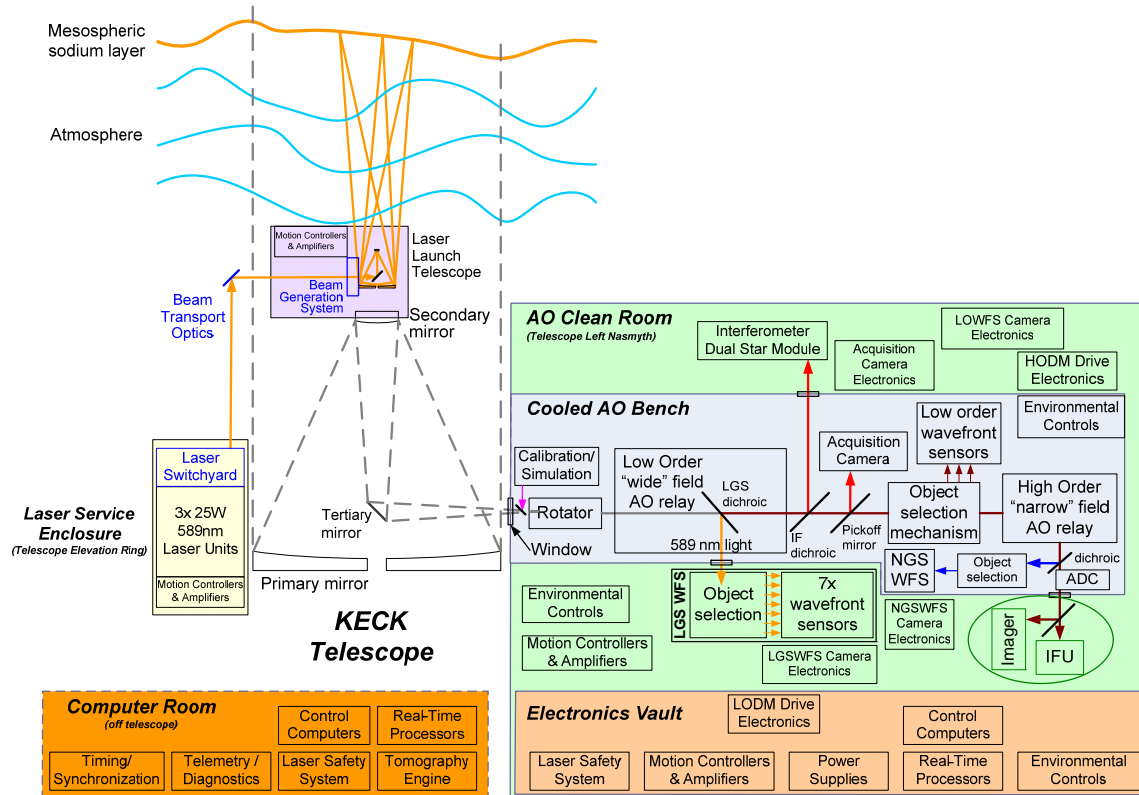 Mesospheric
sodium layer
Atmosphere
Motion Controllers
& Amplifiers
Laser
Launch
Telescope
Beam
Generation
System
Beam
Transport
Optics
Secondary
mirror
Laser
Switchyard
3x 25W
589nm
Laser Units
Motion Controllers
& Amplifiers
Laser Service
Enclosure
(Telescope Elevation Ring)
Tertiary
mirror
Primary mirror
KECK
Telescope
AO Clean Room
(Telescope Left Nasmyth)
Interferometer
Dual Star Module
Acquisition
Camera
Electronics
LOWFS Camera
Electronics
HODM Drive
Electronics
Cooled AO Bench
Environmental
Controls
Calibration/
Simulation
Rotator
Window
Low Order
"wide" field
AO relay
LGS
dichroic
589 nm light
IF
dichroic
Acquisition
Camera
Pickoff
mirror
Low order
wavefront
sensors
Object
selection
mechanism
High Order
"narrow" field
AO relay
NGS
WFS
Object
selection
dichroic
ADC
LGS WFS
Object
selection
7x
wavefront
sensors
Environmental
Controls
Motion Controllers
& Amplifiers
LGSWFS Camera
Electronics
NGSWFS
Camera
Electronics
Imager
IFU
Computer Room
(off telescope)
Control
Computers
Real-Time
Processors
Timing/
Synchronization
Telemetry /
Diagnostics
Laser Safety
System
Tomography
Engine
Electronics Vault
LODM Drive
Electronics
Control
Computers
Laser Safety
System
Motion Controllers
& Amplifiers
Power
Supplies
Real-Time
Processors
Environmental
Controls